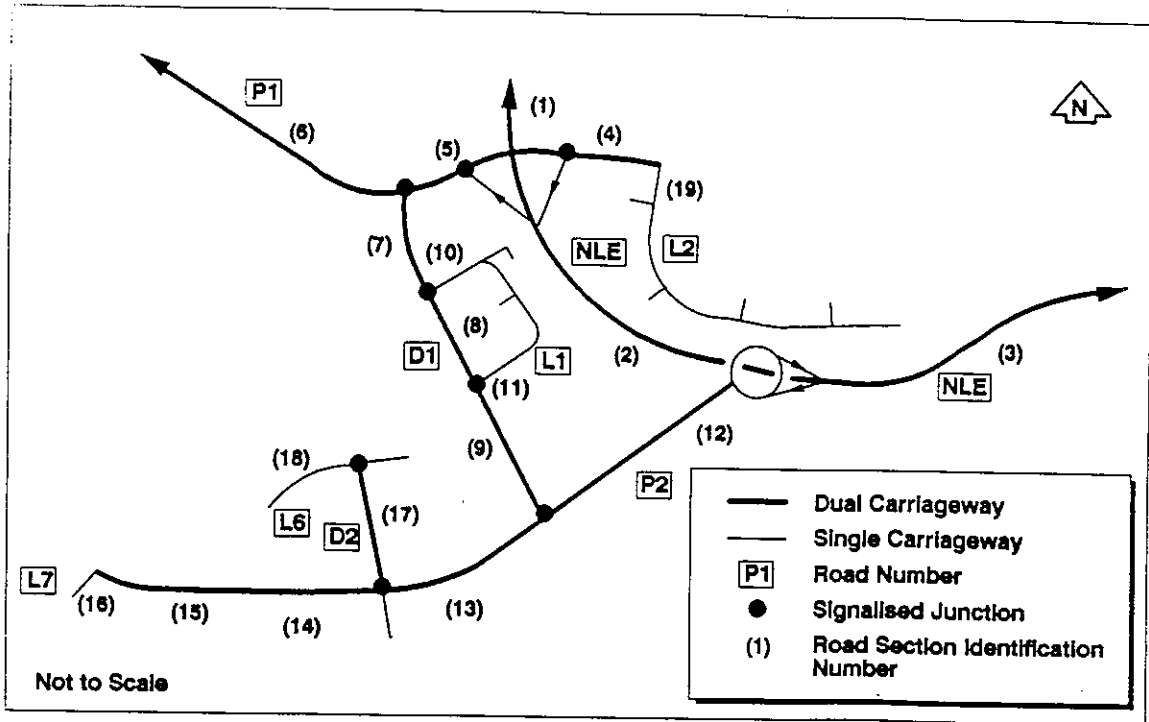 P1
(6)
(1)
(4)
N
(5)
(19)
(7)
(10)
NLE
L2
(8)
D1
L1
(2)
(3)
(11)
NLE
(9)
(12)
(18)
P2
L6
(17)
D2
L7
(16)
(15)
(14)
(13)
Dual Carriageway
Single Carriageway
P1 Road Number
Signalised Junction
(1) Road Section Identification
Number
Not to Scale